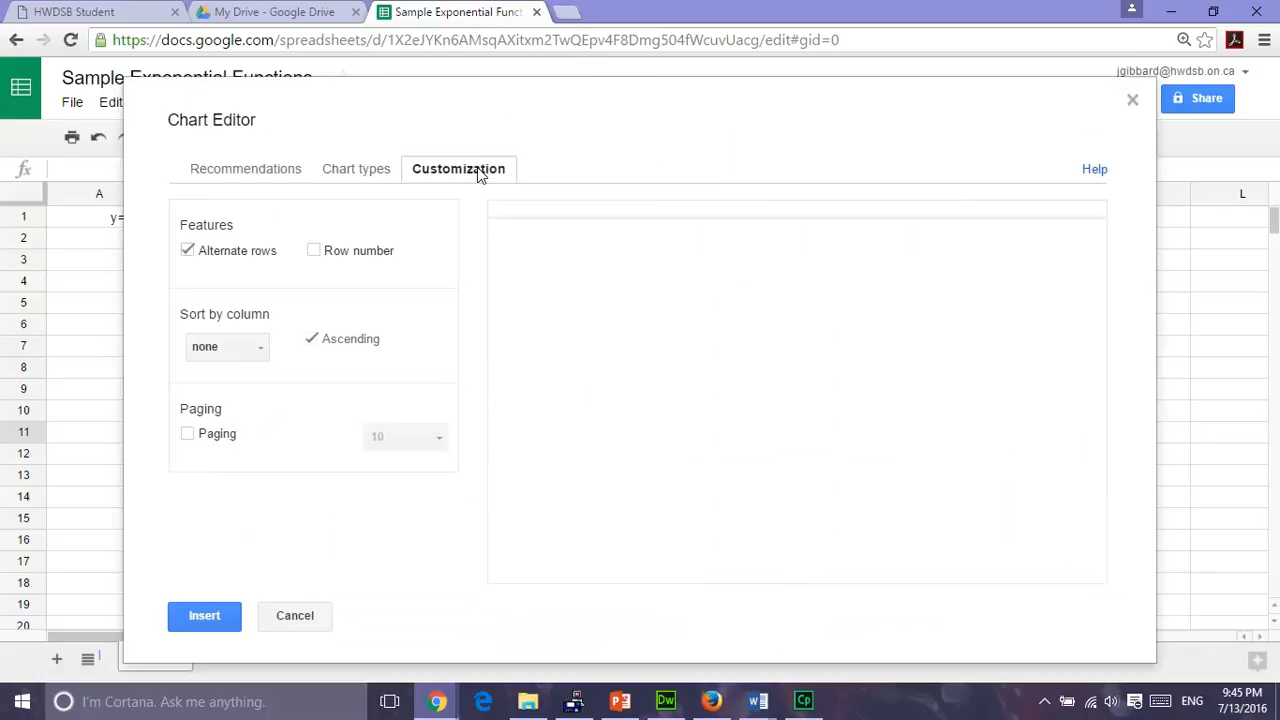 HWDSB Student
My Drive - Google Drive
Sample Exponential Funct
https://docs.google.com/spreadsheets/d/1X2eJYKn6AMsqAXitxm2TwQEpv4F8Dmg504fWcuvUacg/edit#gid=0
Sample Exponential Functions
jgibbard@hwdsb.on.ca
File Edit
Share
Chart Editor
Recommendations Chart types Customization
Help
fx
A
L
1 y=
2
3
4
5
6
7
8
9
10
11
12
13
14
15
16
17
18
19
20
Features
Alternate rows
Row number
Sort by column
none
Ascending
Paging
Paging
10
Insert
Cancel
I'm Cortana. Ask me anything.
Dw
Cp
ENG
9:45 PM
7/13/2016